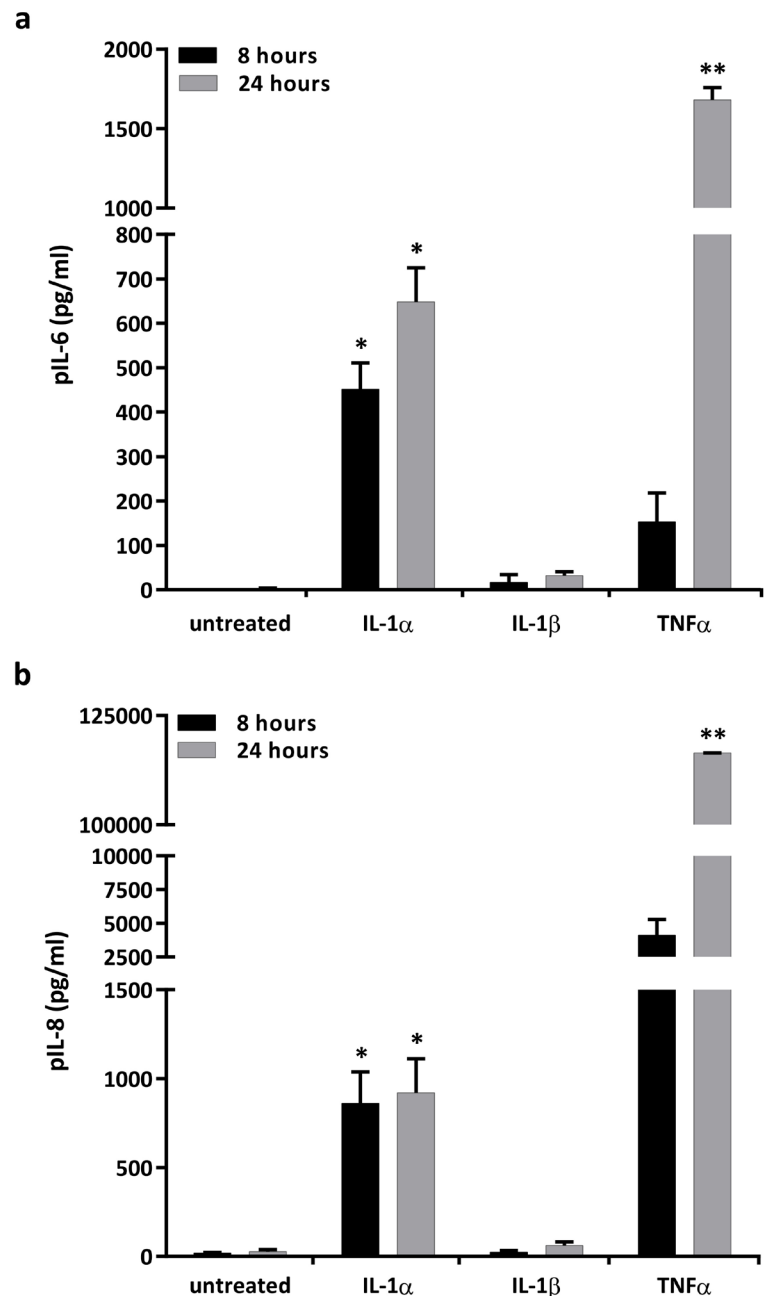 a
2000
8 hours
24 hours
**
1500
1000
800
700
*
600
*
500
400
300
200
100
0
pIL-6 (pg/ml)
untreated IL-1α IL-1β TNFα
b
125000
8 hours
24 hours
**
100000
10000
7500
5000
2500
1500
* *
1000
500
0
pIL-8 (pg/ml)
untreated IL-1α IL-1β TNFα